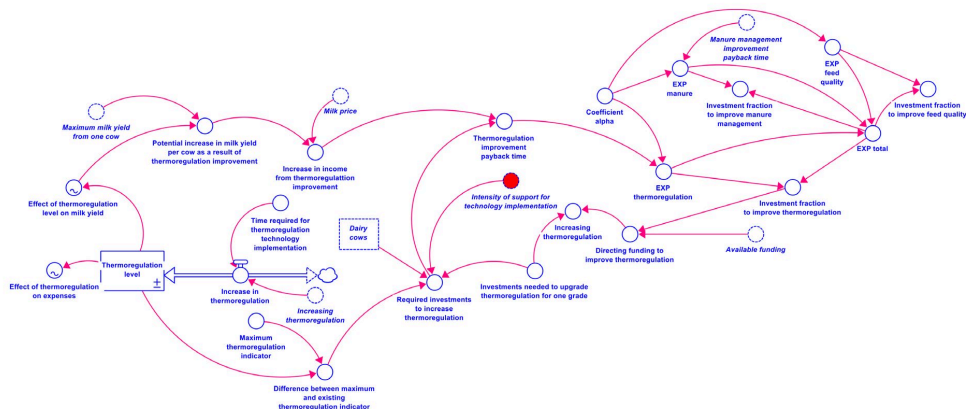 Manure management
improvement
payback time
EXP
feed
quality
EXP
manure
Milk price
Maximum milk yield
from one cow
Coefficient
alpha
Investment fraction
to improve manure
management
Investment fraction
to improve feed quality
Potential increase in milk yield
per cow as a result of
thermoregulation improvement
Thermoregulation
improvement
payback time
EXP total
Increase in income
from thermoregulattion
improvement
EXP
thermoregulation
Effect of thermoregulation
level on milk yield
Intensity of support for
technology implementation
Investment fraction
to improve thermoregulation
Time required for
thermoregulation
technology
implementation
Dairy
cows
Increasing
thermoregulation
Directing funding to
improve thermoregulation
Available funding
Thermoregulation
level
±
Effect of thermoregulation
on expenses
Increase in
thermoregulation
Increasing
thermoregulation
Required investments
to increase
thermoregulation
Investments needed to upgrade
thermoregulation for one grade
Maximum
thermoregulation
indicator
Difference between maximum
and existing
thermoregulation indicator